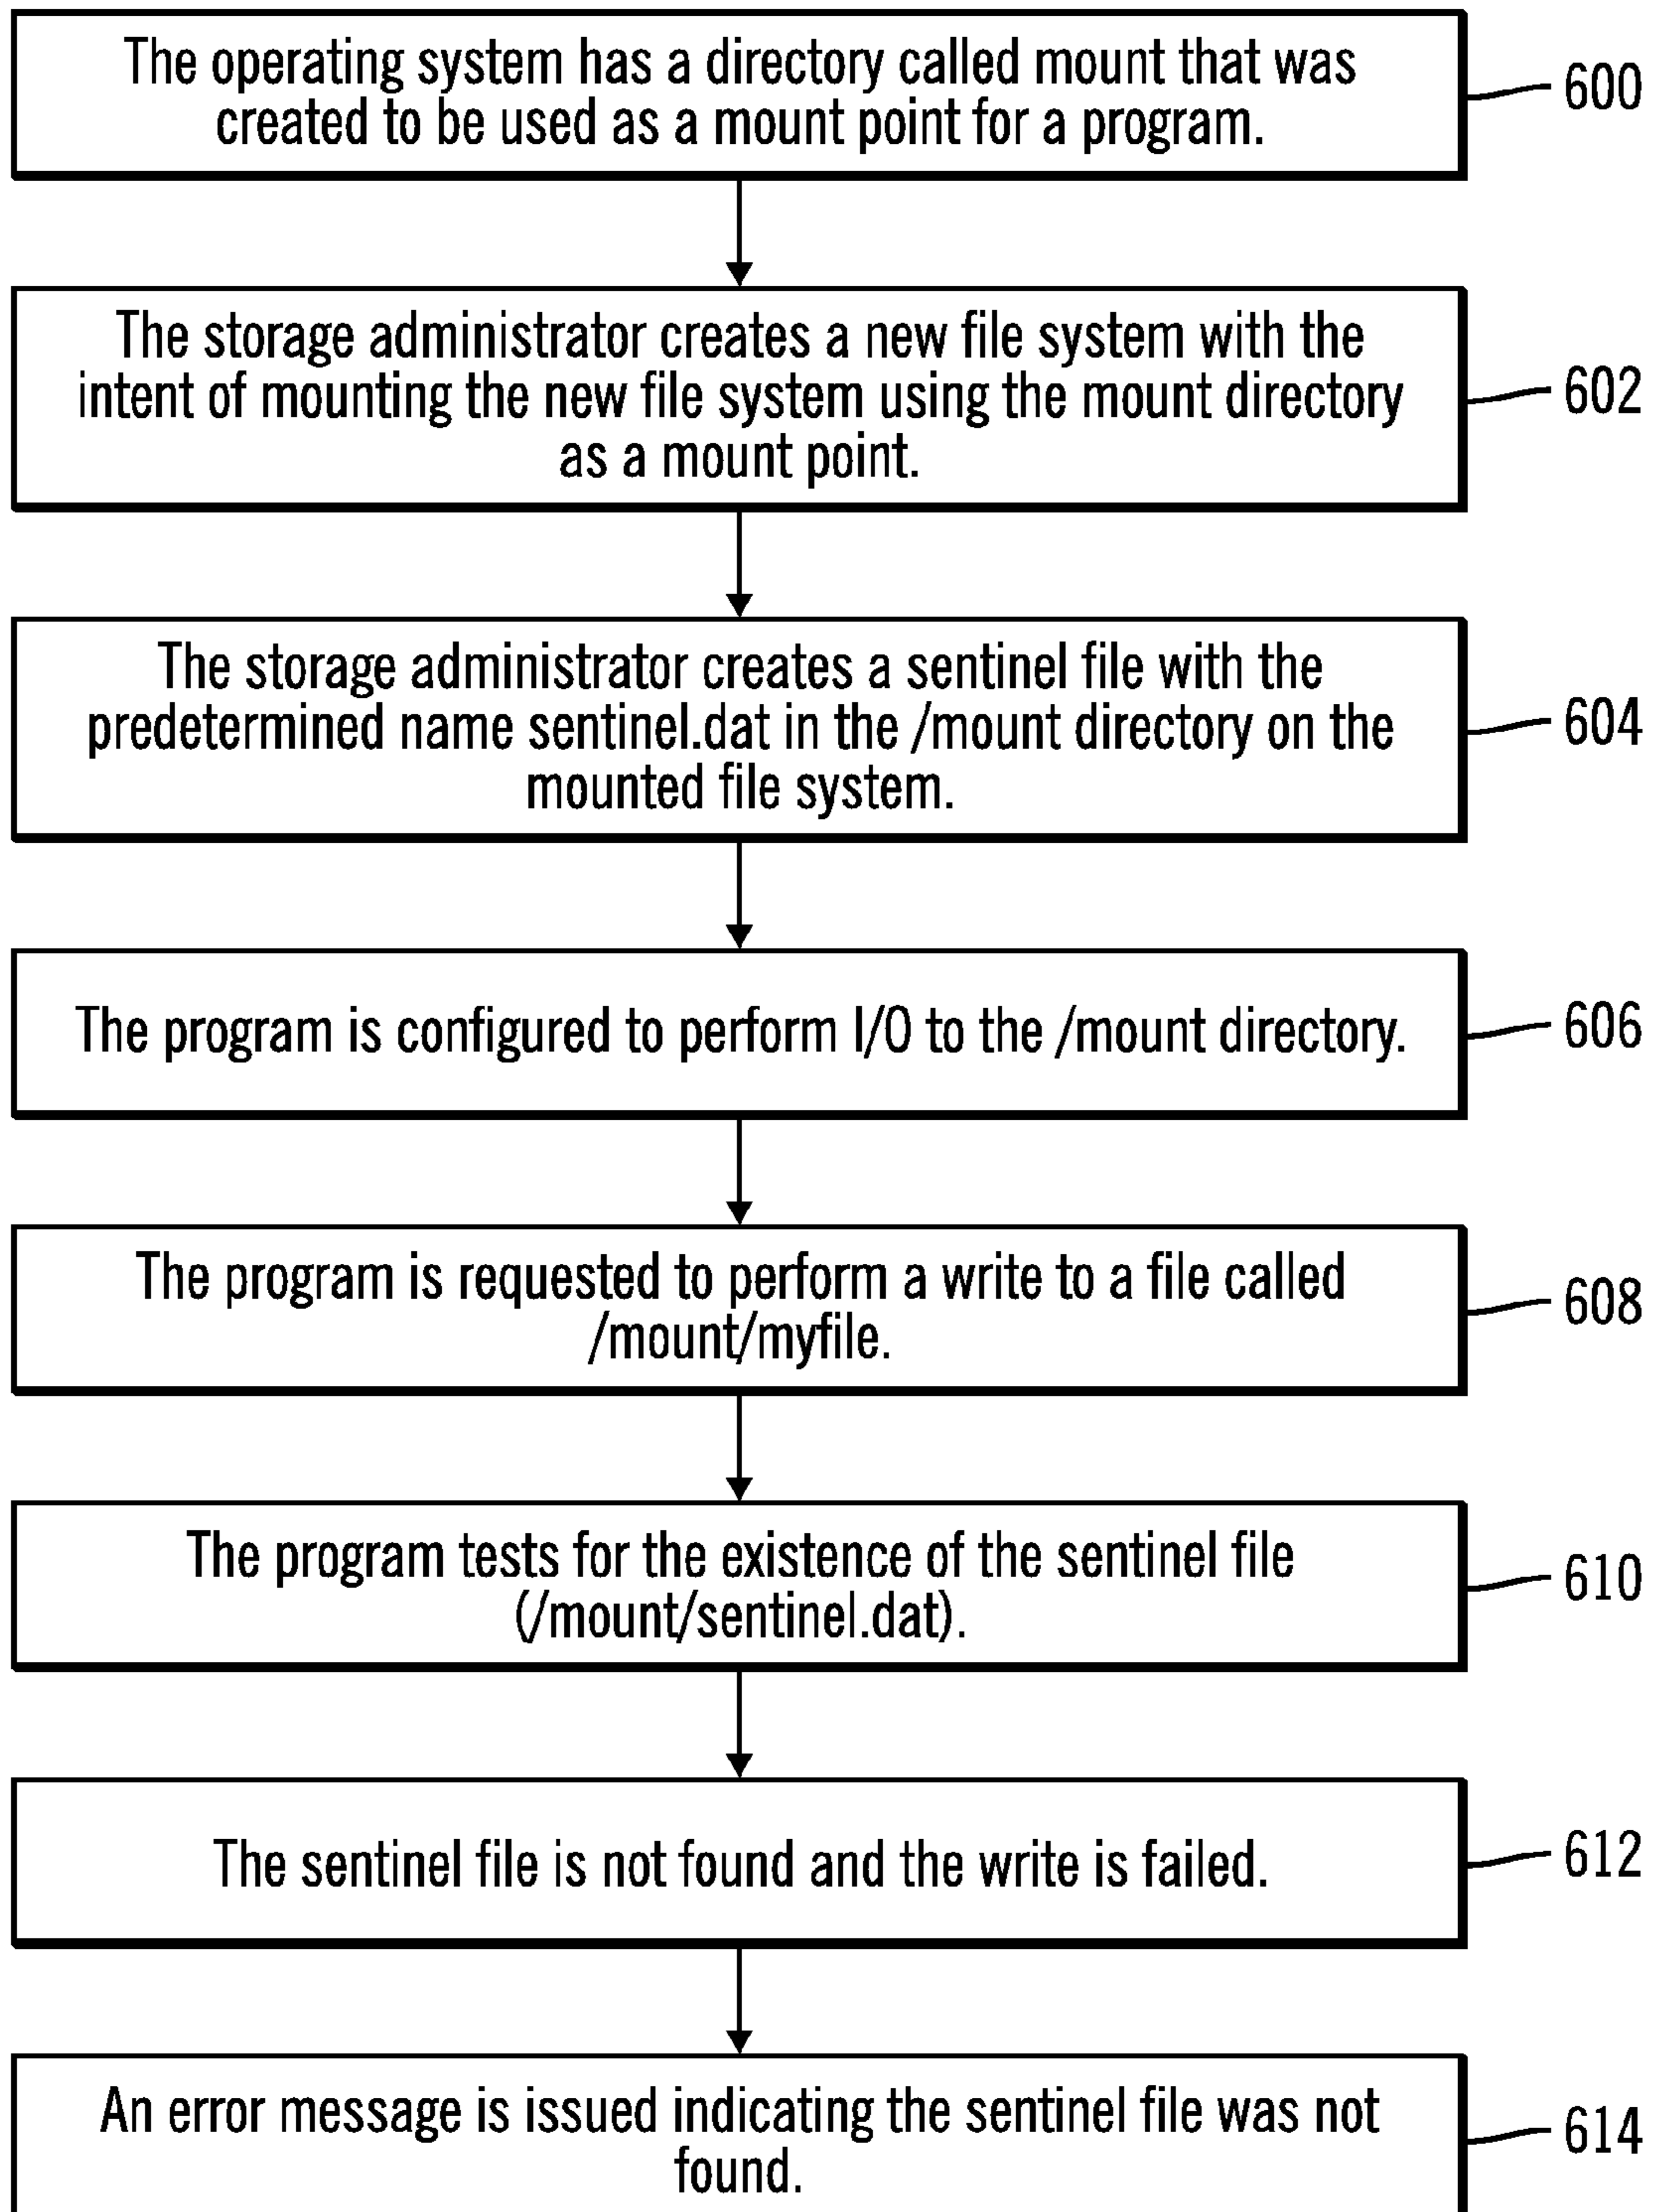 The operating system has a directory called mount that was
created to be used as a mount point for a program.
600
The storage administrator creates a new file system with the
intent of mounting the new file system using the mount directory
as a mount point.
602
The storage administrator creates a sentinel file with the
predetermined name sentinel.dat in the /mount directory on the
mounted file system.
604
The program is configured to perform I/O to the /mount directory.
606
The program is requested to perform a write to a file called
/mount/myfile.
608
The program tests for the existence of the sentinel file
(/mount/sentinel.dat).
610
The sentinel file is not found and the write is failed.
612
An error message is issued indicating the sentinel file was not
found.
614